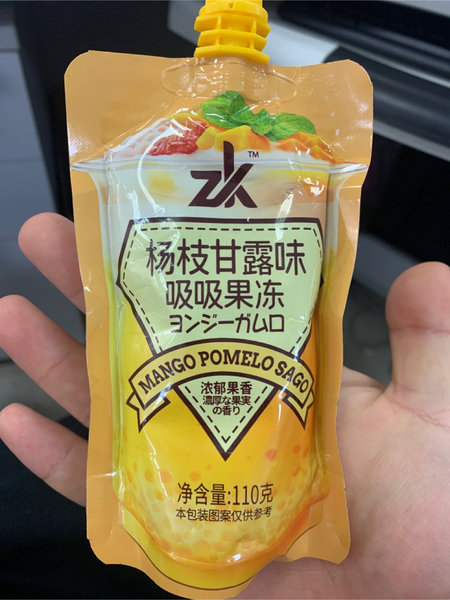 zk™
杨枝甘露味
吸吸果冻
ヨンジーガムロ
MANGO POMELO SAGO
浓郁果香
濃厚な果実
の香り
净含量:110克
本包装图案仅供参考